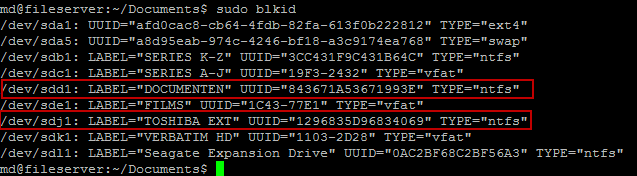 md@fileserver:~/Documents$ sudo blkid
/dev/sda1: UUID="afd0cac8-cb64-4fdb-82fa-613f0b222812" TYPE="ext4"
/dev/sda5: UUID="a8d95eab-974c-4246-bf18-a3c9174ea768" TYPE="swap"
/dev/sdb1: LABEL="SERIES K-Z" UUID="3CC431F9C431B64C" TYPE="ntfs"
/dev/sdc1: LABEL="SERIES A-J" UUID="19F3-2432" TYPE="vfat"
/dev/sdd1: LABEL="DOCUMENTEN" UUID="843671A53671993E" TYPE="ntfs"
/dev/sde1: LABEL="FILMS" UUID="1C43-77E1" TYPE="vfat"
/dev/sdj1: LABEL="TOSHIBA EXT" UUID="1296835D96834069" TYPE="ntfs"
/dev/sdk1: LABEL="VERBATIM HD" UUID="1103-2D28" TYPE="vfat"
/dev/sdl1: LABEL="Seagate Expansion Drive" UUID="0AC2BF68C2BF56A3" TYPE="ntfs"
md@fileserver:~/Documents$